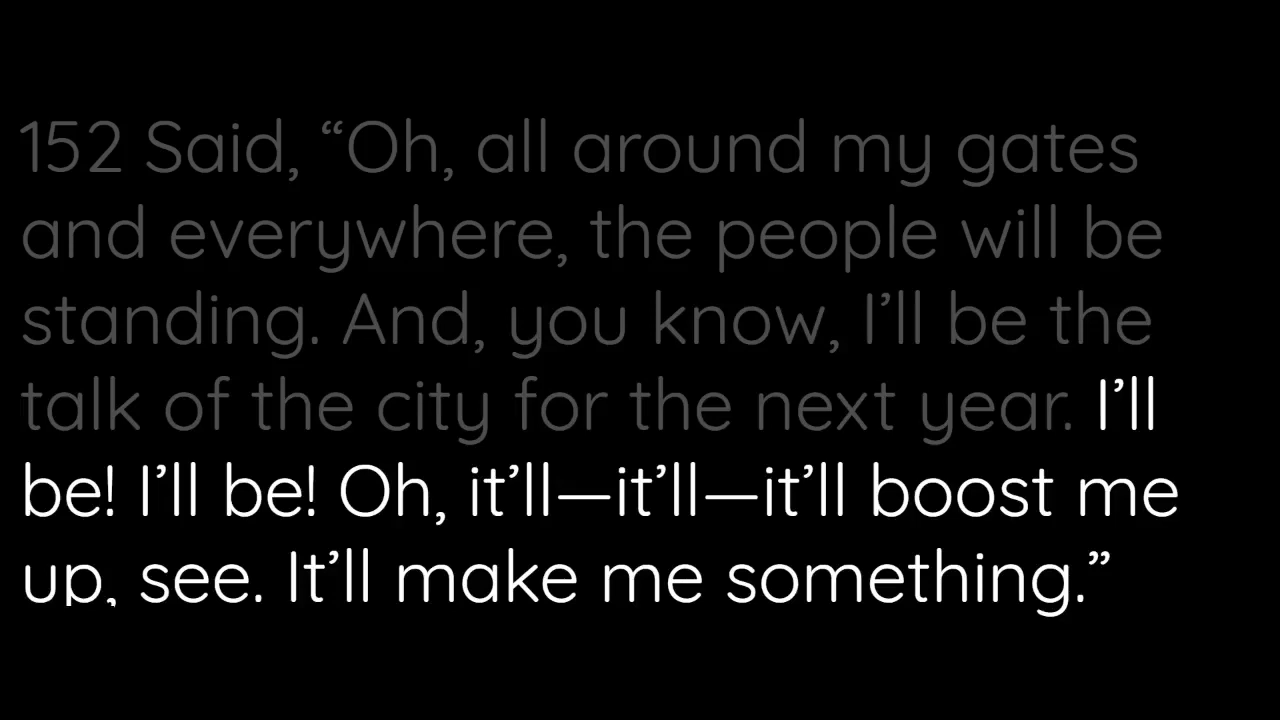 152 Said, “Oh, all around my gates
and everywhere, the people will be
standing. And, you know, I’ll be the
talk of the city for the next year. I’ll
be! I’ll be! Oh, it’ll—it’ll—it’ll boost me
up, see. It’ll make me something.”